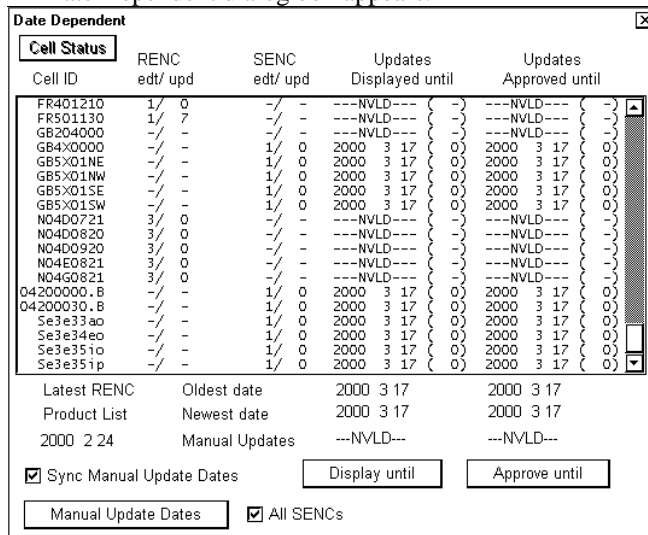 Date Dependent
Cell Status
RENC SENC Updates Updates
Cell ID edt/ upd edt/ upd Displayed until Approved until
FR401210 1/ 0 -/ - ---NVLD--- ( -) ---NVLD--- ( -)
FR501130 1/ 7 -/ - ---NVLD--- ( -) ---NVLD--- ( -)
GB204000 -/ - -/ - ---NVLD--- ( -) ---NVLD--- ( -)
GB4X0000 -/ - 1/ 0 2000 3 17 ( 0) 2000 3 17 ( 0)
GB5X01NE -/ - 1/ 0 2000 3 17 ( 0) 2000 3 17 ( 0)
GB5X01NW -/ - 1/ 0 2000 3 17 ( 0) 2000 3 17 ( 0)
GB5X01SE -/ - 1/ 0 2000 3 17 ( 0) 2000 3 17 ( 0)
GB5X01SW -/ - 1/ 0 2000 3 17 ( 0) 2000 3 17 ( 0)
NO4D0721 3/ 0 -/ - ---NVLD--- ( -) ---NVLD--- ( -)
NO4D0820 3/ 0 -/ - ---NVLD--- ( -) ---NVLD--- ( -)
NO4D0920 3/ 0 -/ - ---NVLD--- ( -) ---NVLD--- ( -)
NO4E0821 3/ 0 -/ - ---NVLD--- ( -) ---NVLD--- ( -)
NO4G0821 3/ 0 -/ - ---NVLD--- ( -) ---NVLD--- ( -)
04200000.B -/ - 1/ 0 2000 3 17 ( 0) 2000 3 17 ( 0)
04200030.B -/ - 1/ 0 2000 3 17 ( 0) 2000 3 17 ( 0)
Se3e33ao -/ - 1/ 0 2000 3 17 ( 0) 2000 3 17 ( 0)
Se3e34eo -/ - 1/ 0 2000 3 17 ( 0) 2000 3 17 ( 0)
Se3e35io -/ - 1/ 0 2000 3 17 ( 0) 2000 3 17 ( 0)
Se3e35ip -/ - 1/ 0 2000 3 17 ( 0) 2000 3 17 ( 0)
Latest RENC Oldest date 2000 3 17 2000 3 17
Product List Newest date 2000 3 17 2000 3 17
2000 2 24 Manual Updates ---NVLD--- ---NVLD---
Sync Manual Update Dates Display until Approve until
Manual Update Dates All SENCs